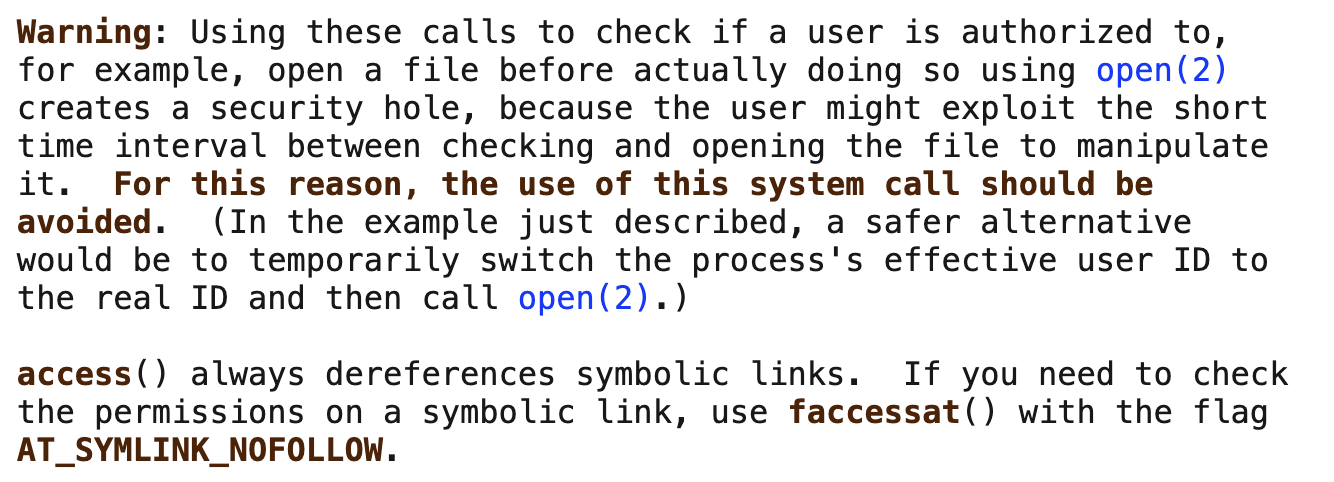 Warning: Using these calls to check if a user is authorized to,
for example, open a file before actually doing so using open(2)
creates a security hole, because the user might exploit the short
time interval between checking and opening the file to manipulate
it.  For this reason, the use of this system call should be
avoided.  (In the example just described, a safer alternative
would be to temporarily switch the process's effective user ID to
the real ID and then call open(2).)

access() always dereferences symbolic links.  If you need to check
the permissions on a symbolic link, use faccessat() with the flag
AT_SYMLINK_NOFOLLOW.